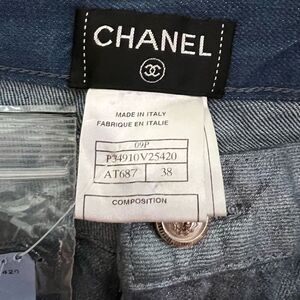 CHANEL
MADE IN ITALY
FABRIQUE EN ITALIE
09P
P34910V25420
AT687 38
COMPOSITION